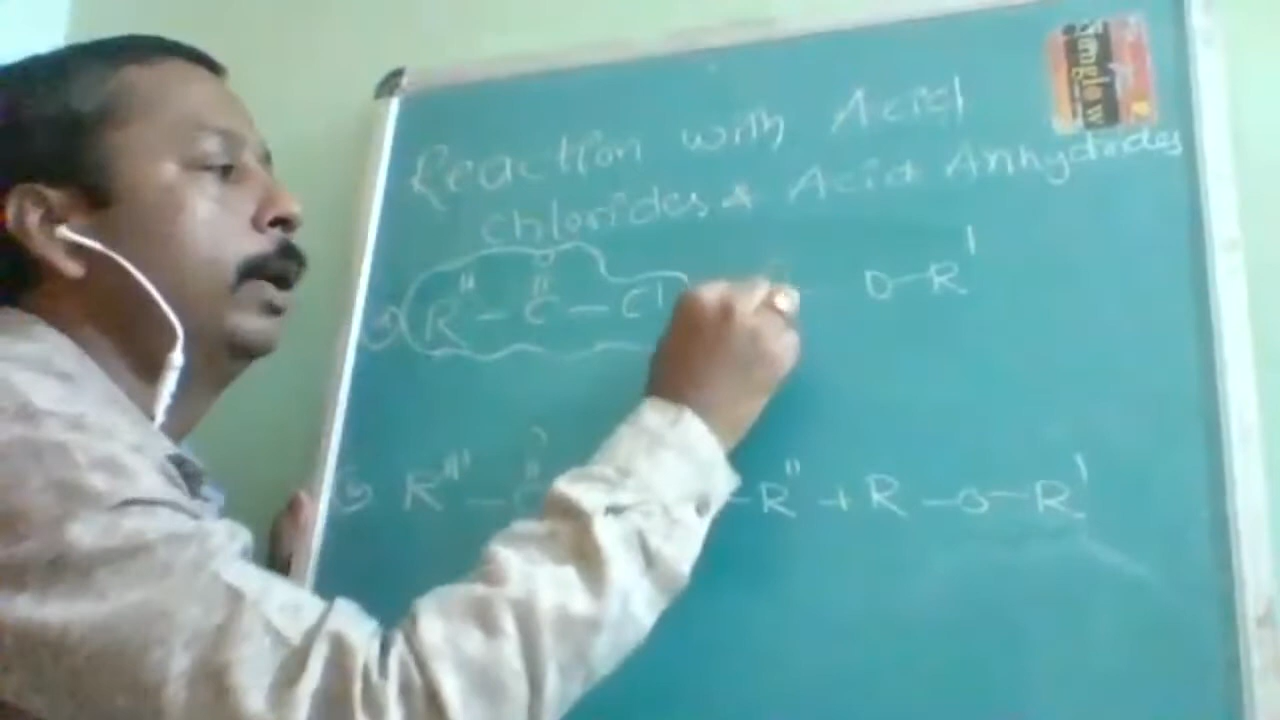 Reaction with Acid
chlorides & Acid Anhydrides
R" - C - Cl O-R'
O
R" - C - R" + R - O - R'